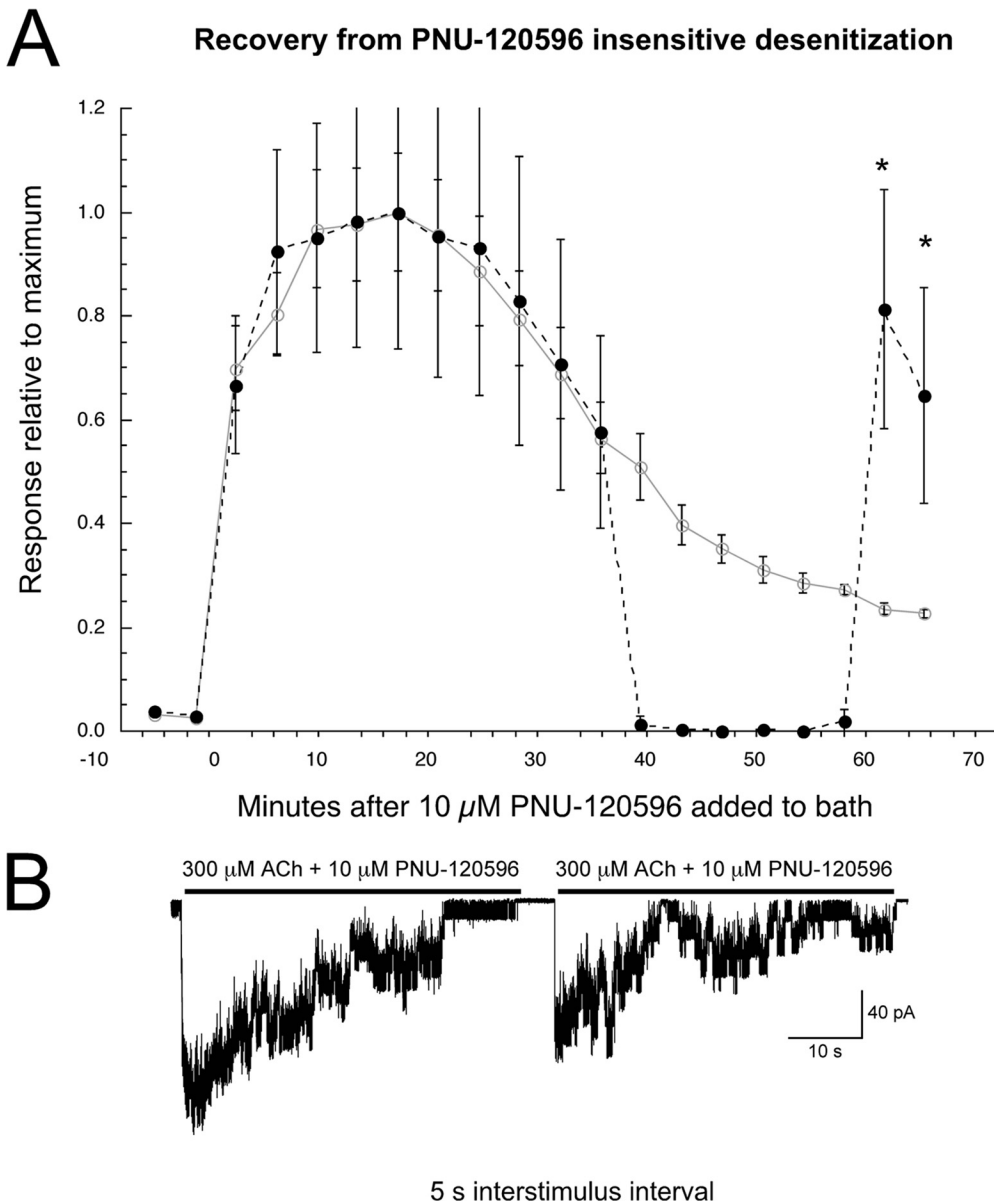 A
Recovery from PNU-120596 insensitive desenitization
Response relative to maximum
1.2
1.0
0.8
0.6
0.4
0.2
0.0
* *
-10 0 10 20 30 40 50 60 70
Minutes after 10 µM PNU-120596 added to bath
B
300 µM ACh + 10 µM PNU-120596 300 µM ACh + 10 µM PNU-120596
40 pA
10 s
5 s interstimulus interval